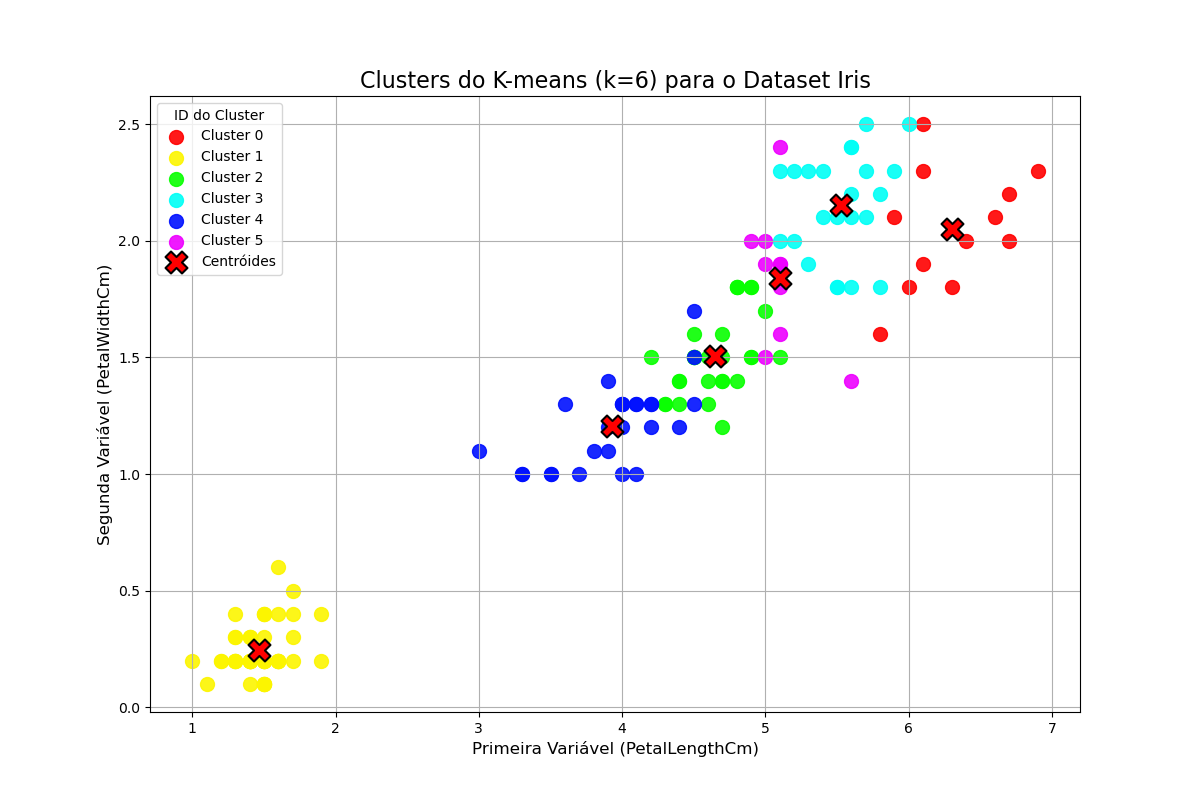 Clusters do K-means (k=6) para o Dataset Iris
ID do Cluster
Cluster 0
Cluster 1
Cluster 2
Cluster 3
Cluster 4
Cluster 5
Centróides
Segunda Variável (PetalWidthCm)
2.5
2.0
1.5
1.0
0.5
0.0
1 2 3 4 5 6 7
Primeira Variável (PetalLengthCm)